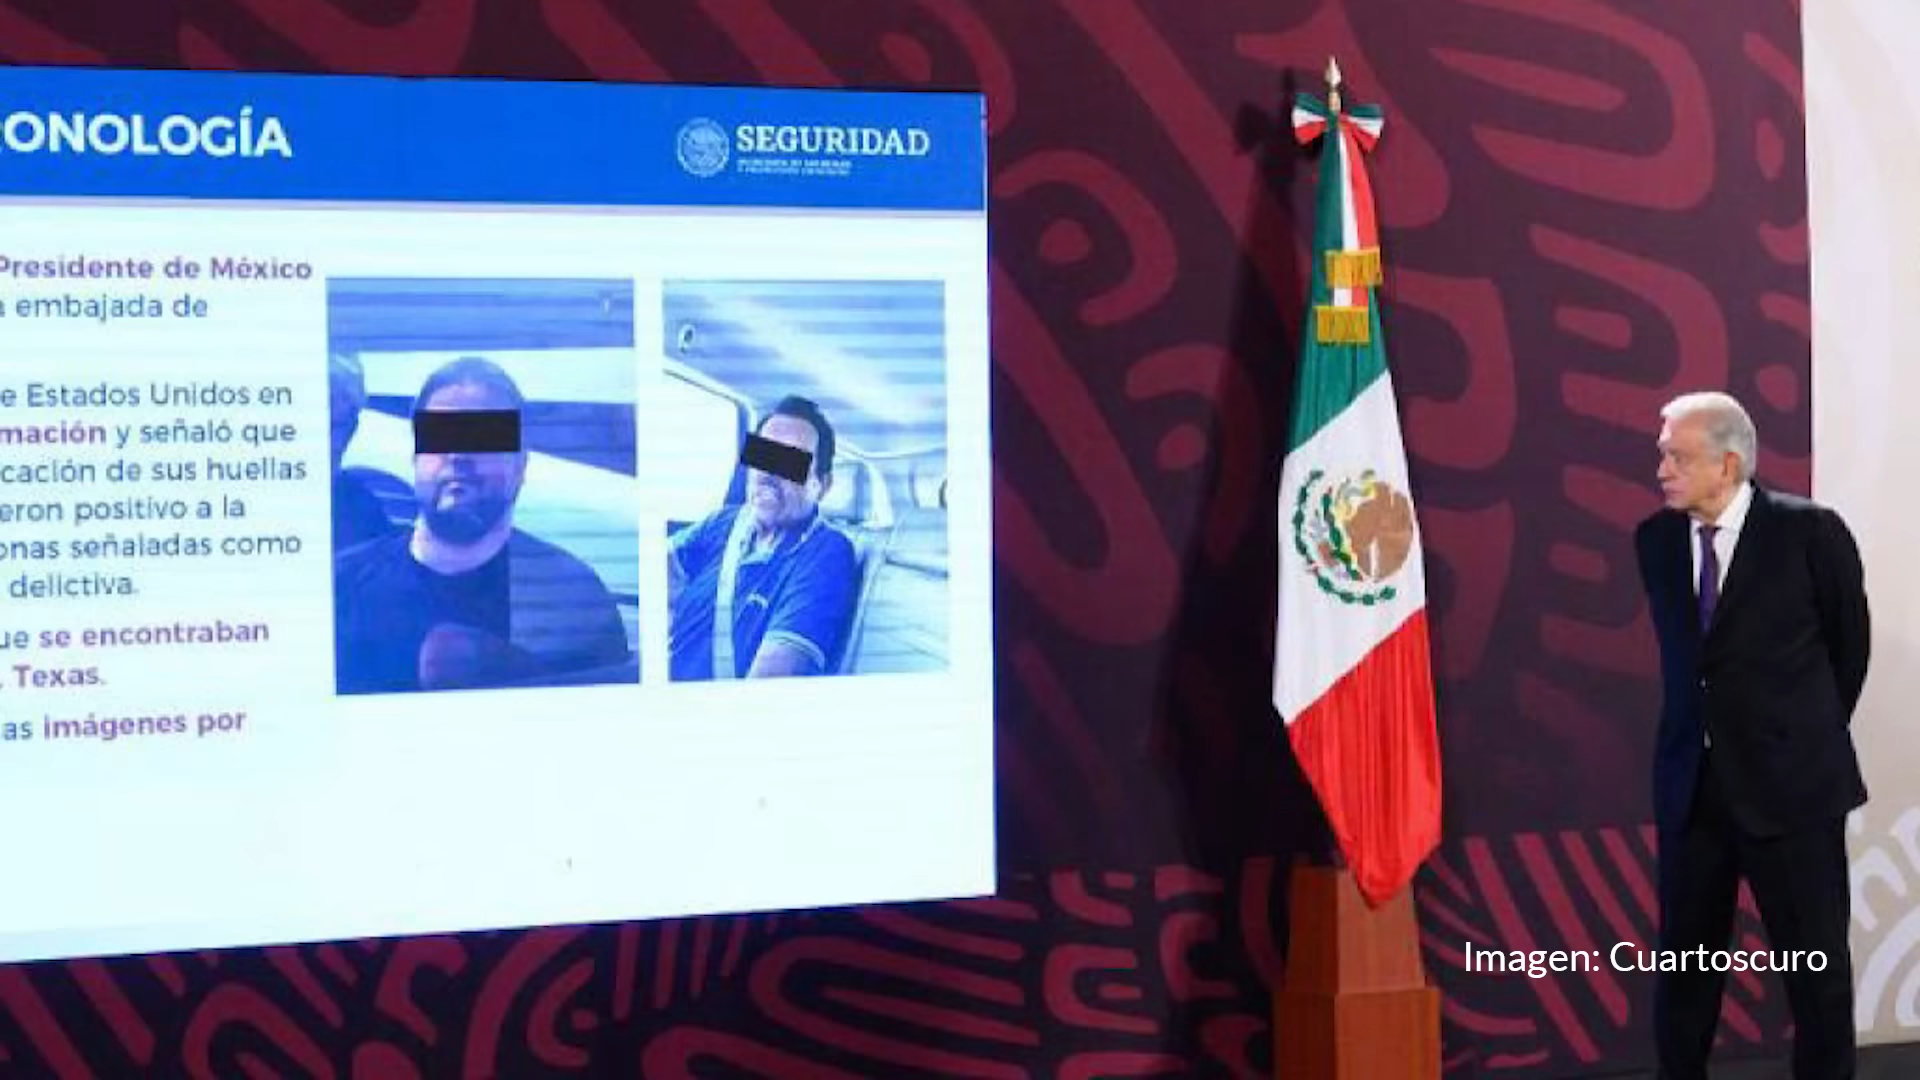 RONOLOGÍA
SEGURIDAD
Presidente de México
a embajada de
e Estados Unidos en
mación y señaló que
cación de sus huellas
eron positivo a la
onas señaladas como
delictiva.
ue se encontraban
, Texas.
as imágenes por
Imagen: Cuartoscuro